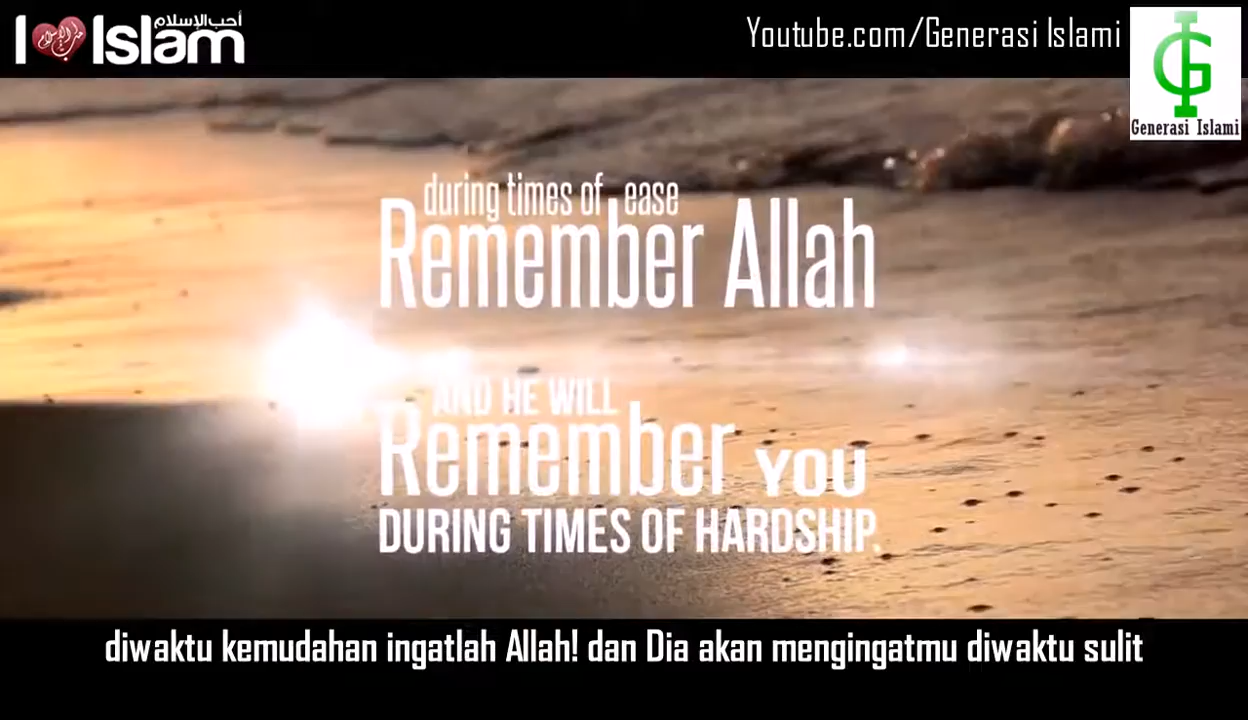 أحب الإسلام
I Islam
Youtube.com/Generasi Islami
GI
Generasi Islami
during times of ease
Remember Allah
AND HE WILL
Remember YOU
DURING TIMES OF HARDSHIP.
diwaktu kemudahan ingatlah Allah! dan Dia akan mengingatmu diwaktu sulit